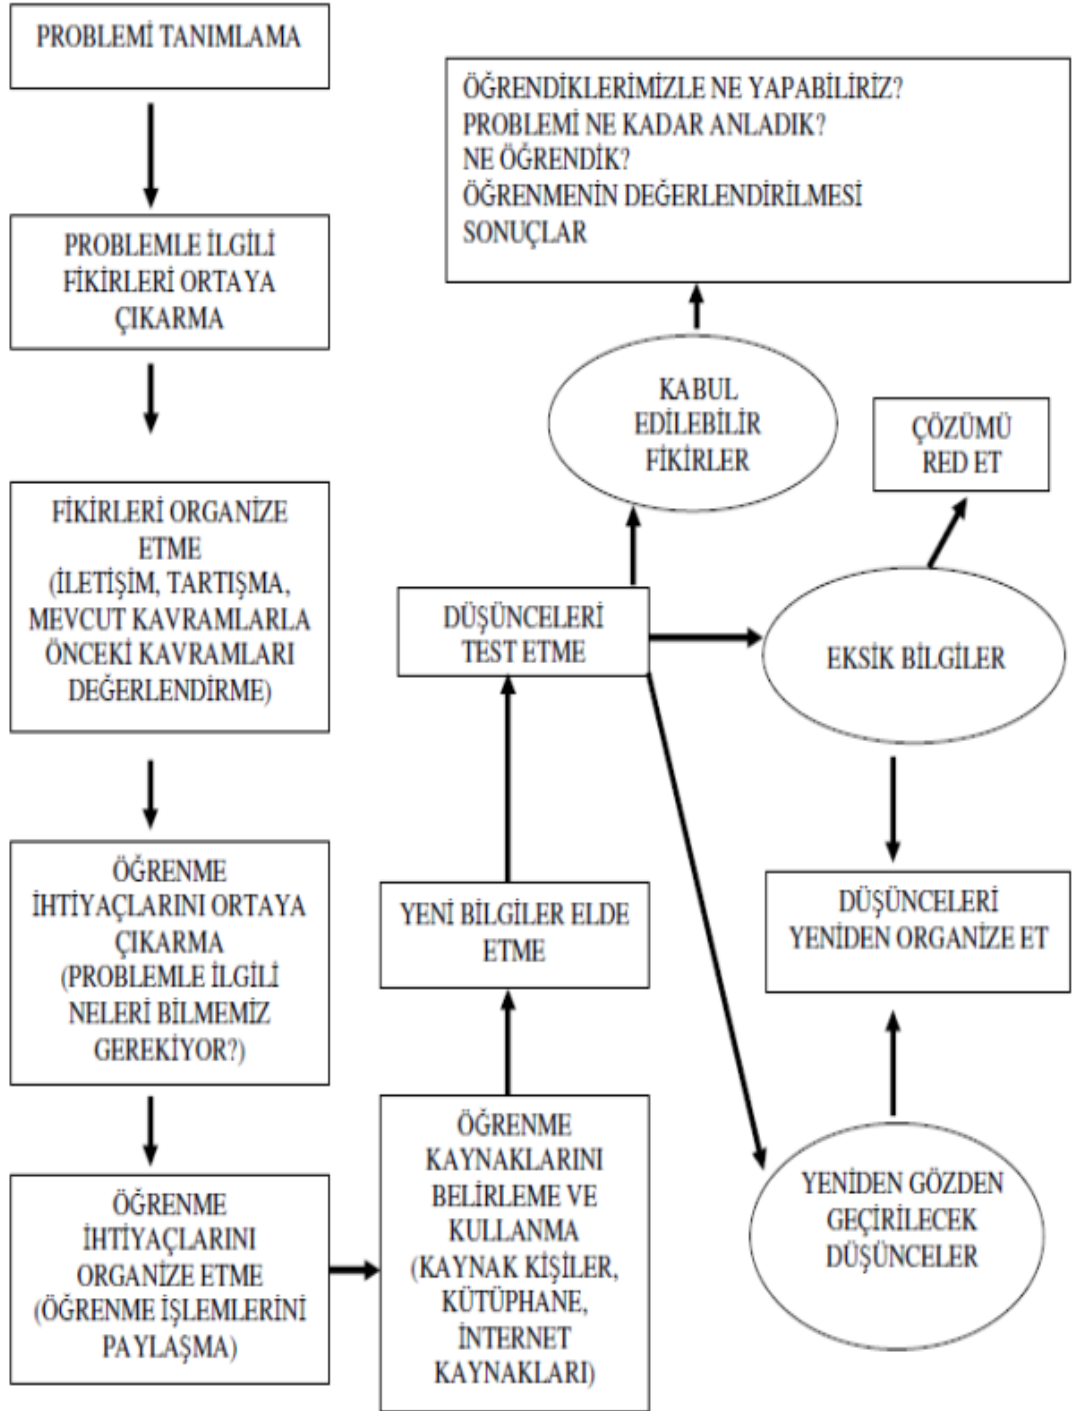 PROBLEMİ TANIMLAMA
PROBLEMLE İLGİLİ
FİKİRLERİ ORTAYA
ÇIKARMA
FİKİRLERİ ORGANİZE
ETME
(İLETİŞİM, TARTIŞMA,
MEVCUT KAVRAMLARLA
ÖNCEKİ KAVRAMLARI
DEĞERLENDİRME)
ÖĞRENME
İHTİYAÇLARINI ORTAYA
ÇIKARMA
(PROBLEMLE İLGİLİ
NELERİ BİLMEMİZ
GEREKİYOR?)
ÖĞRENME
İHTİYAÇLARINI
ORGANİZE ETME
(ÖĞRENME İŞLEMLERİNİ
PAYLAŞMA)
ÖĞRENME
KAYNAKLARINI
BELİRLEME VE
KULLANMA
(KAYNAK KİŞİLER,
KÜTÜPHANE,
İNTERNET
KAYNAKLARI)
YENİ BİLGİLER ELDE
ETME
DÜŞÜNCELERİ
TEST ETME
KABUL
EDİLEBİLİR
FİKİRLER
ÖĞRENDİKLERİMİZLE NE YAPABİLİRİZ?
PROBLEMİ NE KADAR ANLADIK?
NE ÖĞRENDİK?
ÖĞRENMENİN DEĞERLENDİRİLMESİ
SONUÇLAR
ÇÖZÜMÜ
RED ET
EKSİK BİLGİLER
DÜŞÜNCELERİ
YENİDEN ORGANİZE ET
YENİDEN GÖZDEN
GEÇİRİLECEK
DÜŞÜNCELER